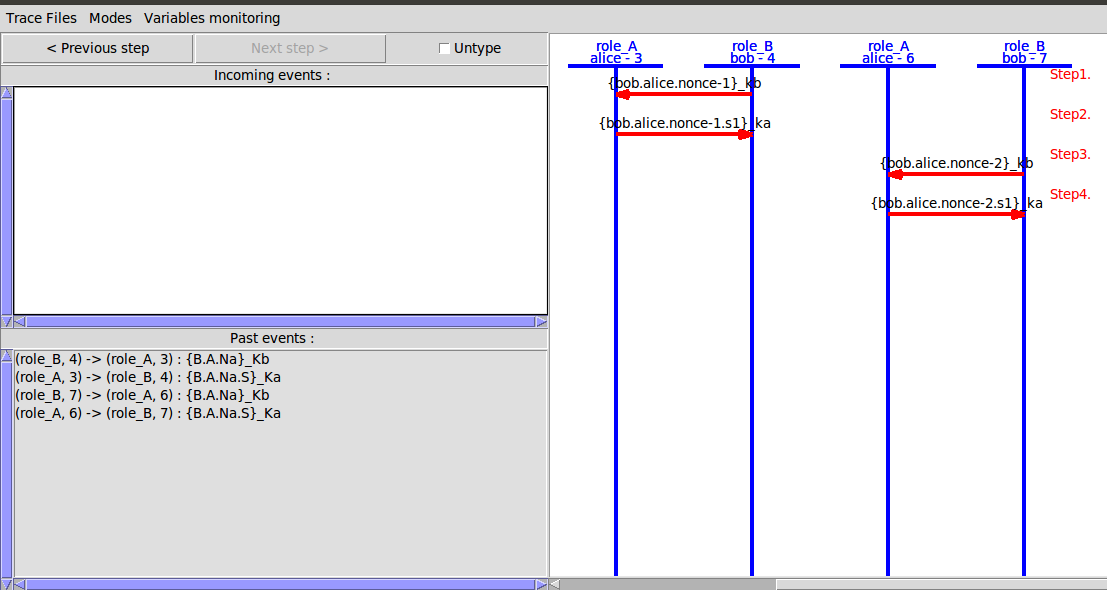 Trace Files Modes Variables monitoring
< Previous step Next step > Untype
Incoming events :
Past events :
(role_B, 4) -> (role_A, 3) : {B.A.Na}_Kb
(role_A, 3) -> (role_B, 4) : {B.A.Na.S}_Ka
(role_B, 7) -> (role_A, 6) : {B.A.Na}_Kb
(role_A, 6) -> (role_B, 7) : {B.A.Na.S}_Ka
role_A role_B role_A role_B
alice - 3 bob - 4 alice - 6 bob - 7
Step1.
{bob.alice.nonce-1}_kb
Step2.
{bob.alice.nonce-1.s1}_ka
Step3.
{bob.alice.nonce-2}_kb
Step4.
{bob.alice.nonce-2.s1}_ka